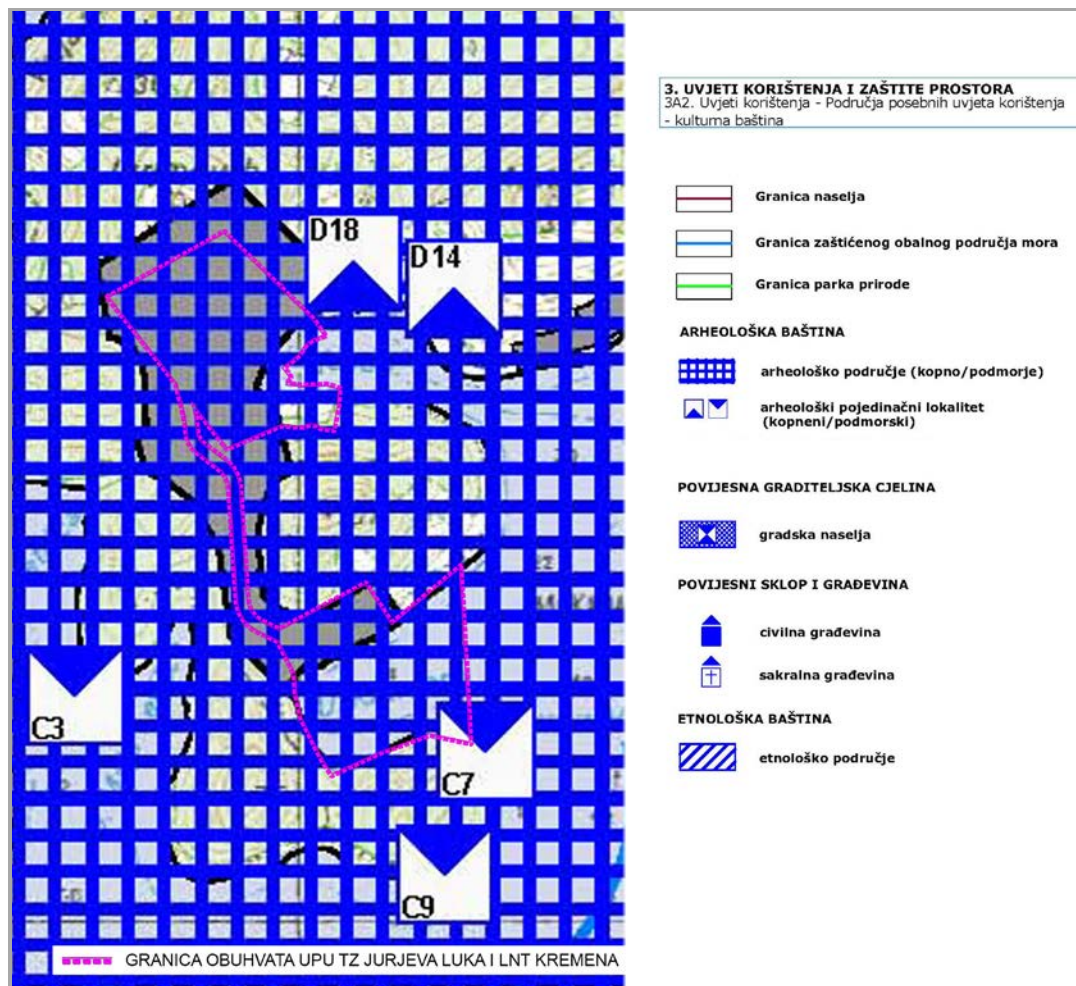 D18
D14
C3
C7
C9
GRANICA OBUHVATA UPU TZ JURJEVA LUKA I LNT KREMENA
3. UVJETI KORIŠTENJA I ZAŠTITE PROSTORA
3A2. Uvjeti korištenja - Područja posebnih uvjeta korištenja
- kulturna baština
Granica naselja
Granica zaštićenog obalnog područja mora
Granica parka prirode
ARHEOLOŠKA BAŠTINA
arheološko područje (kopno/podmorje)
arheološki pojedinačni lokalitet
(kopneni/podmorski)
POVIJESNA GRADITELJSKA CJELINA
gradska naselja
POVIJESNI SKLOP I GRAĐEVINA
civilna građevina
sakralna građevina
ETNOLOŠKA BAŠTINA
etnološko područje